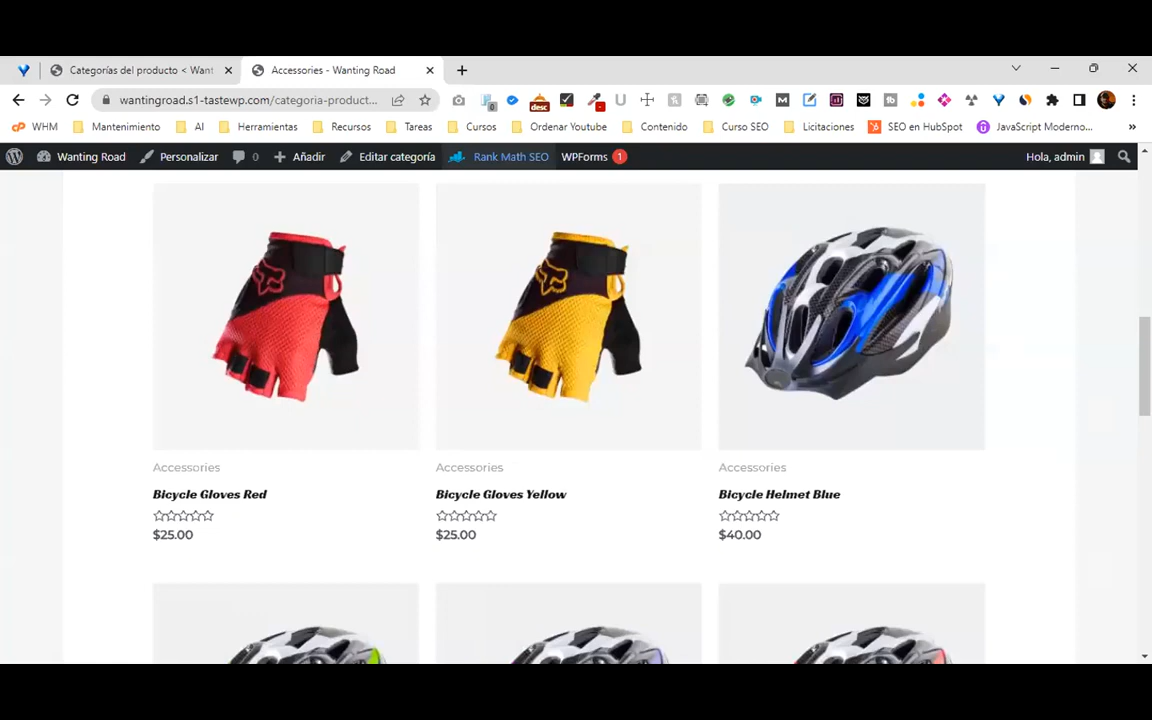 Categorías del producto < Want
Accessories - Wanting Road
wantingroad.s1-tastewp.com/categoria-product...
desc
WHM
Mantenimiento
AI
Herramientas
Recursos
Tareas
Cursos
Ordenar Youtube
Contenido
Curso SEO
Licitaciones
SEO en HubSpot
JavaScript Moderno...
»
Wanting Road
Personalizar
0
Añadir
Editar categoría
Rank Math SEO
WPForms 1
Hola, admin
Accessories
Accessories
Accessories
Bicycle Gloves Red
Bicycle Gloves Yellow
Bicycle Helmet Blue
$25.00
$25.00
$40.00